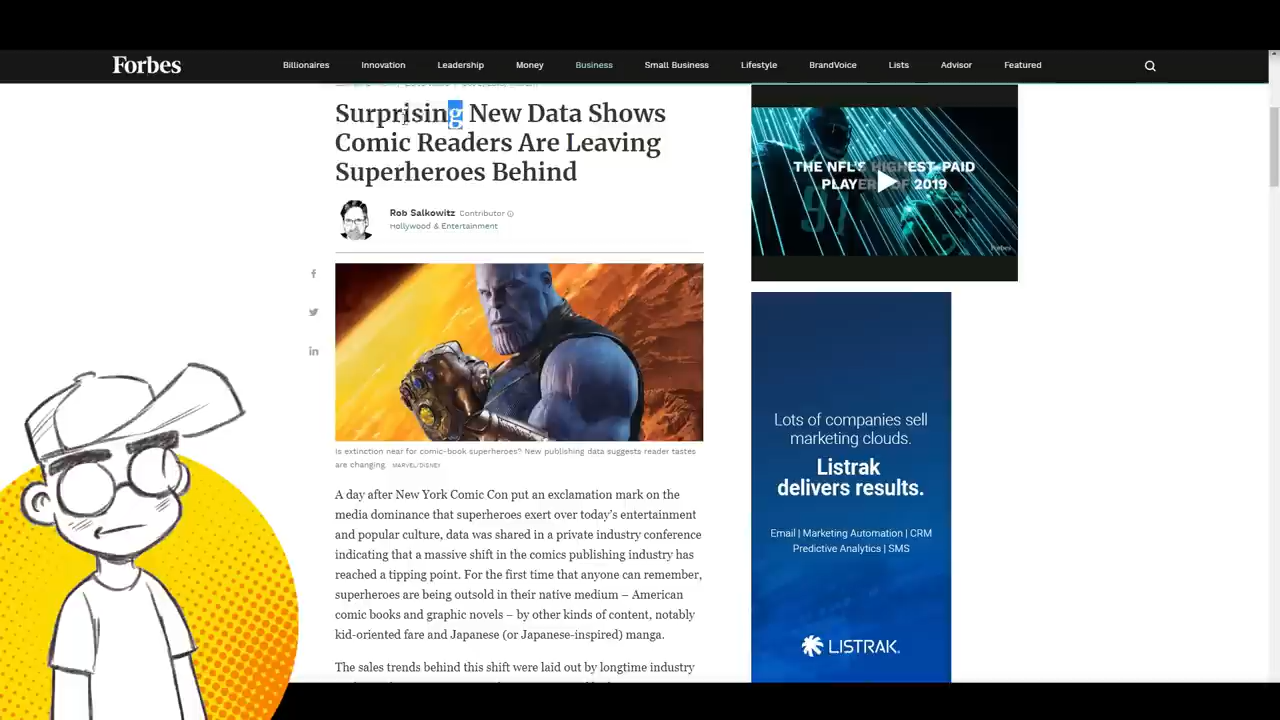 Forbes
Billionaires Innovation Leadership Money Business Small Business Lifestyle BrandVoice Lists Advisor Featured
Surprising New Data Shows
Comic Readers Are Leaving
Superheroes Behind
Rob Salkowitz Contributor
Hollywood & Entertainment
Is extinction near for comic-book superheroes? New publishing data suggests reader tastes
are changing. MARVEL/DISNEY
A day after New York Comic Con put an exclamation mark on the
media dominance that superheroes exert over today's entertainment
and popular culture, data was shared in a private industry conference
indicating that a massive shift in the comics publishing industry has
reached a tipping point. For the first time that anyone can remember,
superheroes are being outsold in their native medium – American
comic books and graphic novels – by other kinds of content, notably
kid-oriented fare and Japanese (or Japanese-inspired) manga.
The sales trends behind this shift were laid out by longtime industry
THE NFL'S HIGHEST-PAID
PLAYERS OF 2019
Forbes
Lots of companies sell
marketing clouds.
Listrak
delivers results.
Email | Marketing Automation | CRM
Predictive Analytics | SMS
LISTRAK